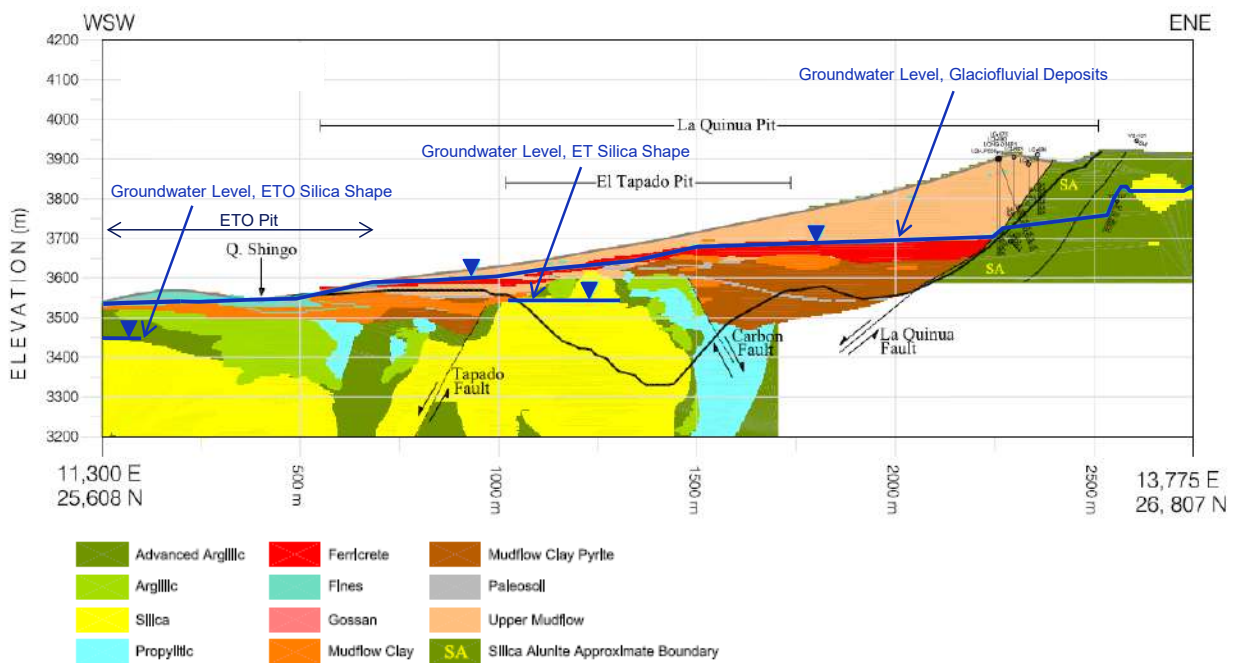 WSW
ENE
4200
4100
4000
3900
3800
3700
3600
3500
3400
3300
3200
ELEVATION (m)
Groundwater Level, Glaciofluvial Deposits
La Quinua Pit
Groundwater Level, ET Silica Shape
El Tapado Pit
Groundwater Level, ETO Silica Shape
ETO Pit
Q. Shingo
SA
SA
Carbon
Fault
La Quinua
Fault
Tapado
Fault
11,300 E
25,608 N
500 m
1000 m
1500 m
2000 m
2500 m
13,775 E
26, 807 N
Advanced Argillic
Ferricrete
Mudflow Clay Pyrite
Argillic
Fines
Paleosoil
Silica
Gossan
Upper Mudflow
Propylitic
Mudflow Clay
SA Silica Alunite Approximate Boundary